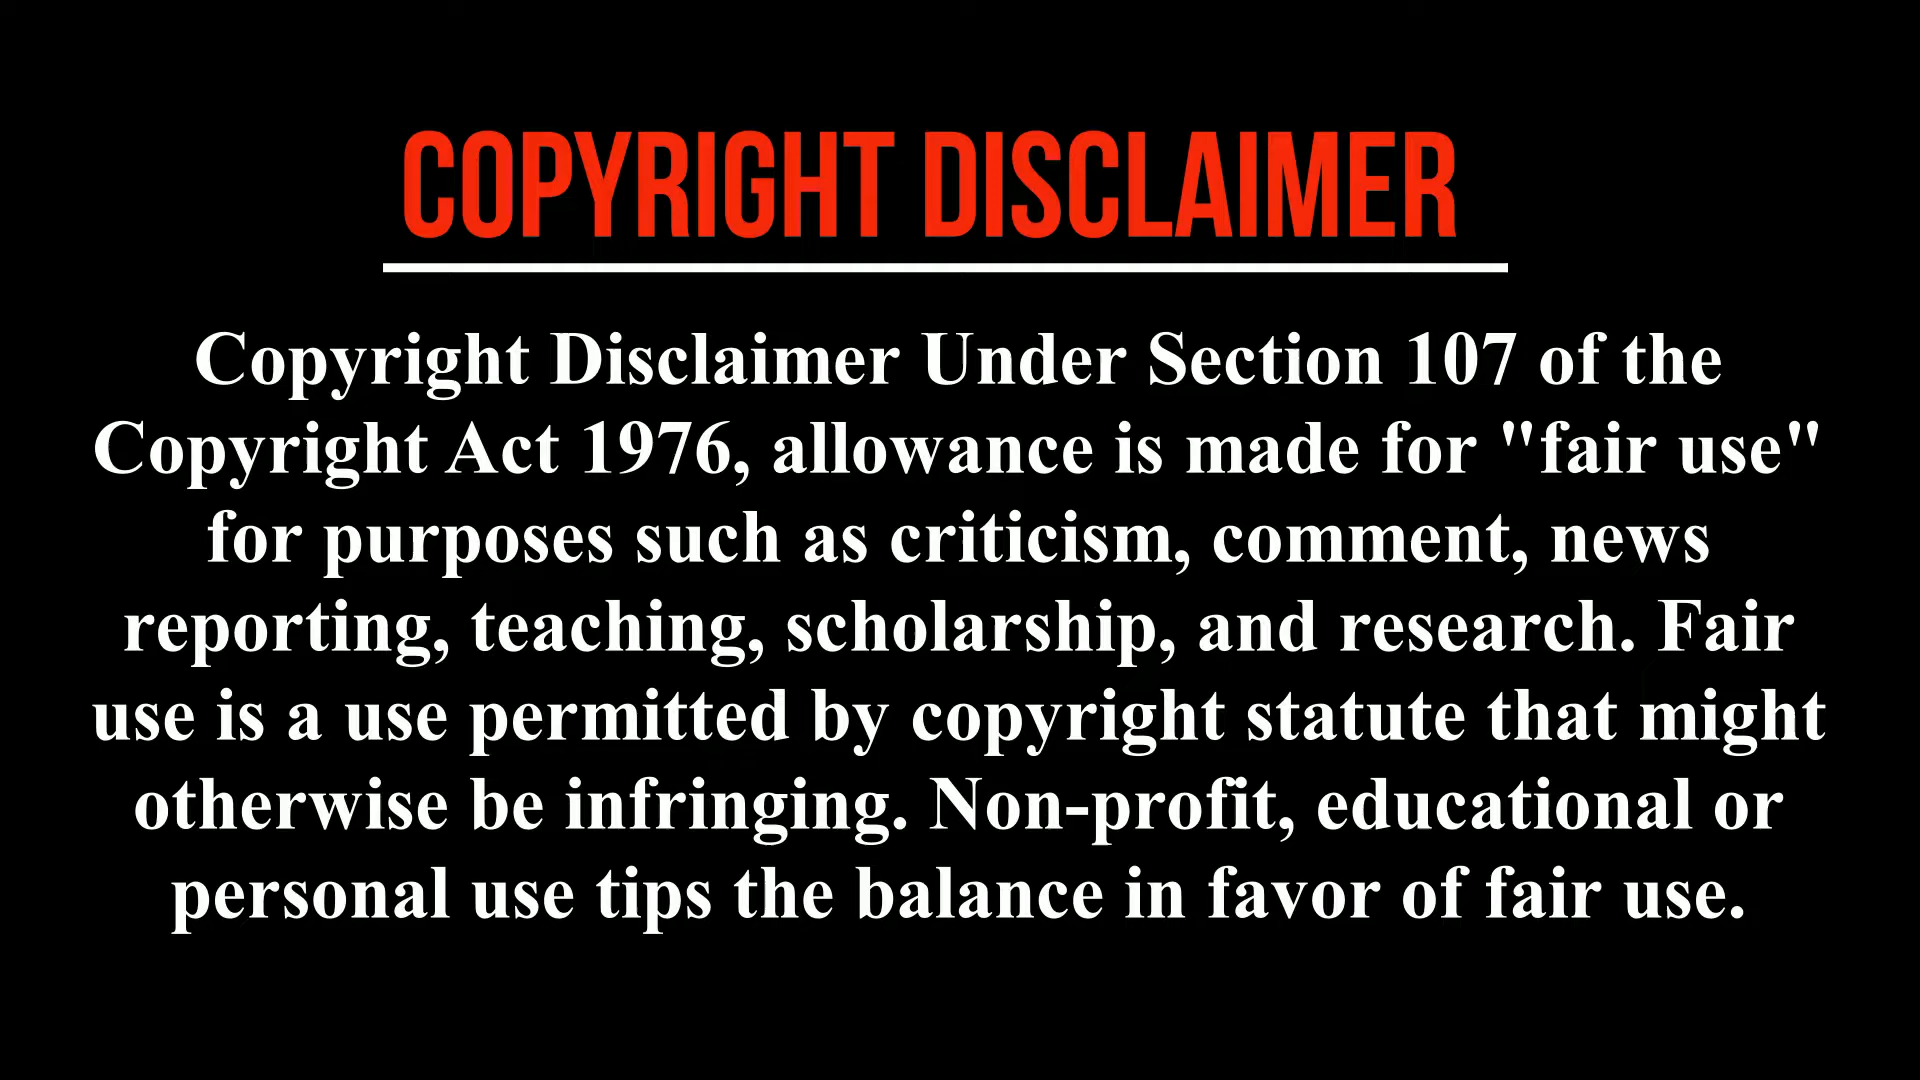 COPYRIGHT DISCLAIMER
Copyright Disclaimer Under Section 107 of the
Copyright Act 1976, allowance is made for "fair use"
for purposes such as criticism, comment, news
reporting, teaching, scholarship, and research. Fair
use is a use permitted by copyright statute that might
otherwise be infringing. Non-profit, educational or
personal use tips the balance in favor of fair use.